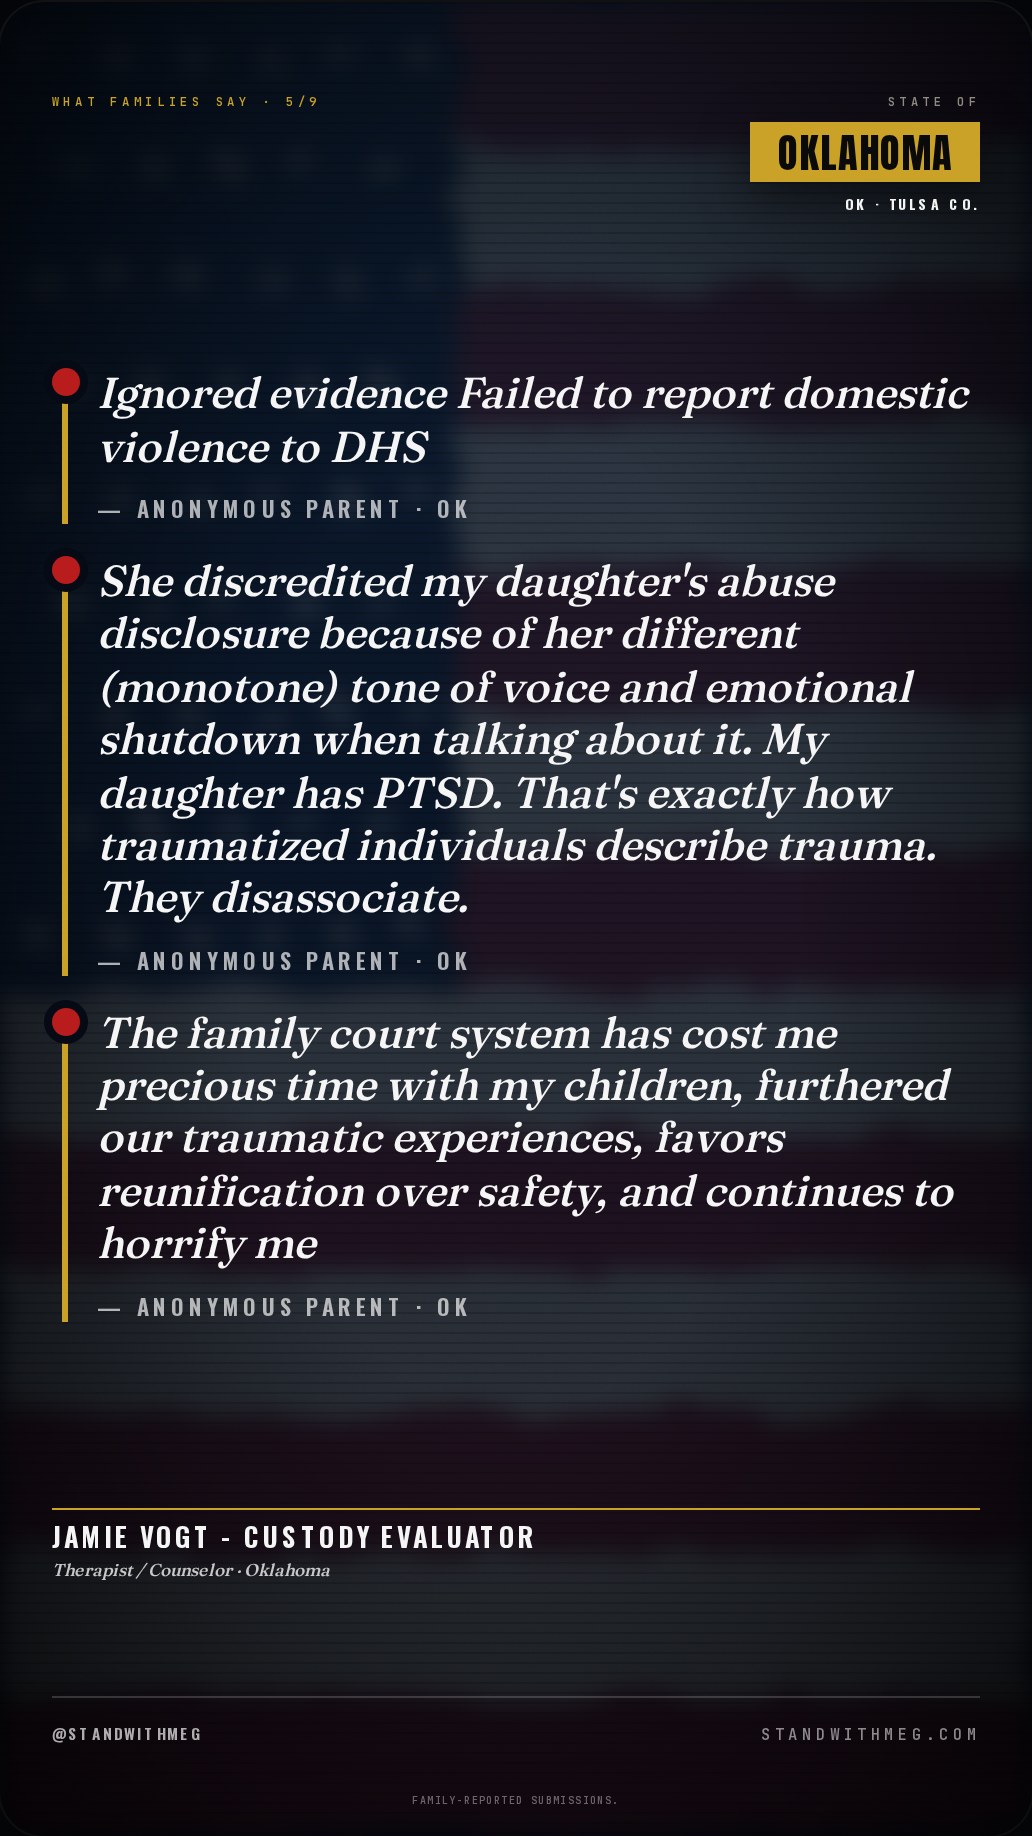 WHAT FAMILIES SAY · 5/9
STATE OF
OKLAHOMA
OK · TULSA CO.
Ignored evidence Failed to report domestic
violence to DHS
— ANONYMOUS PARENT · OK
She discredited my daughter's abuse
disclosure because of her different
(monotone) tone of voice and emotional
shutdown when talking about it. My
daughter has PTSD. That's exactly how
traumatized individuals describe trauma.
They disassociate.
— ANONYMOUS PARENT · OK
The family court system has cost me
precious time with my children, furthered
our traumatic experiences, favors
reunification over safety, and continues to
horrify me
— ANONYMOUS PARENT · OK
JAMIE VOGT - CUSTODY EVALUATOR
Therapist / Counselor · Oklahoma
@STANDWITHMEG
STANDWITHMEG.COM
FAMILY-REPORTED SUBMISSIONS.